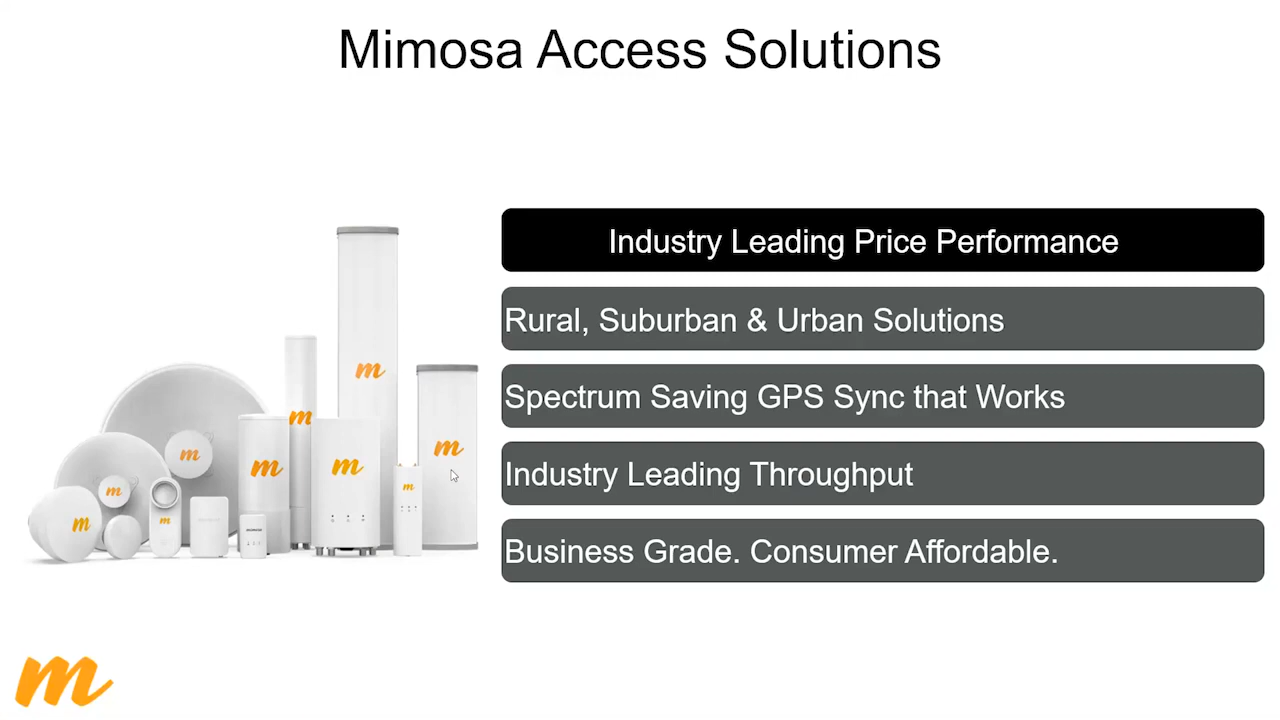 Mimosa Access Solutions
Industry Leading Price Performance
Rural, Suburban & Urban Solutions
Spectrum Saving GPS Sync that Works
Industry Leading Throughput
Business Grade. Consumer Affordable.
m
m
m
m
m
m
m
m
m
m
m